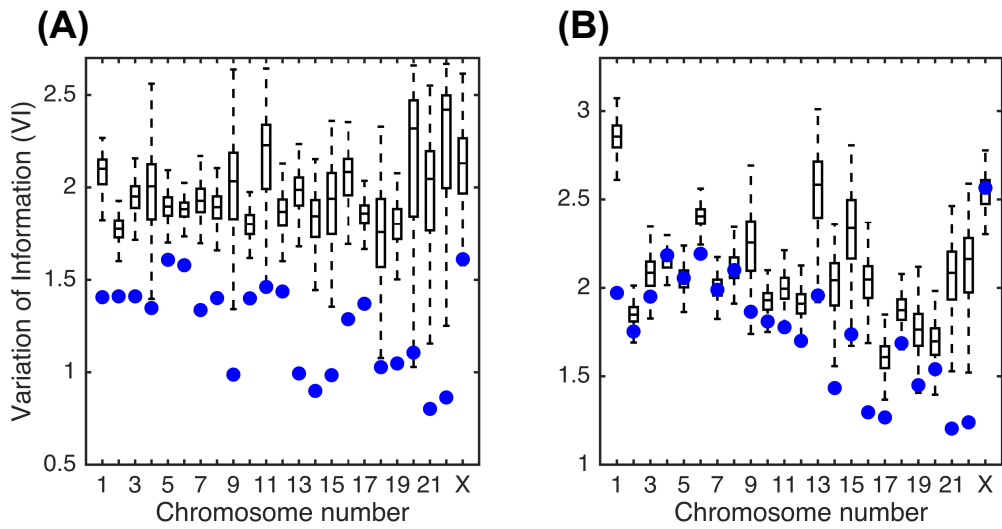 (A)
Variation of Information (VI)
2.5
2
1.5
1
0.5
1 3 5 7 9 11 13 15 17 19 21 X
Chromosome number
(B)
3
2.5
2
1.5
1
1 3 5 7 9 11 13 15 17 19 21 X
Chromosome number